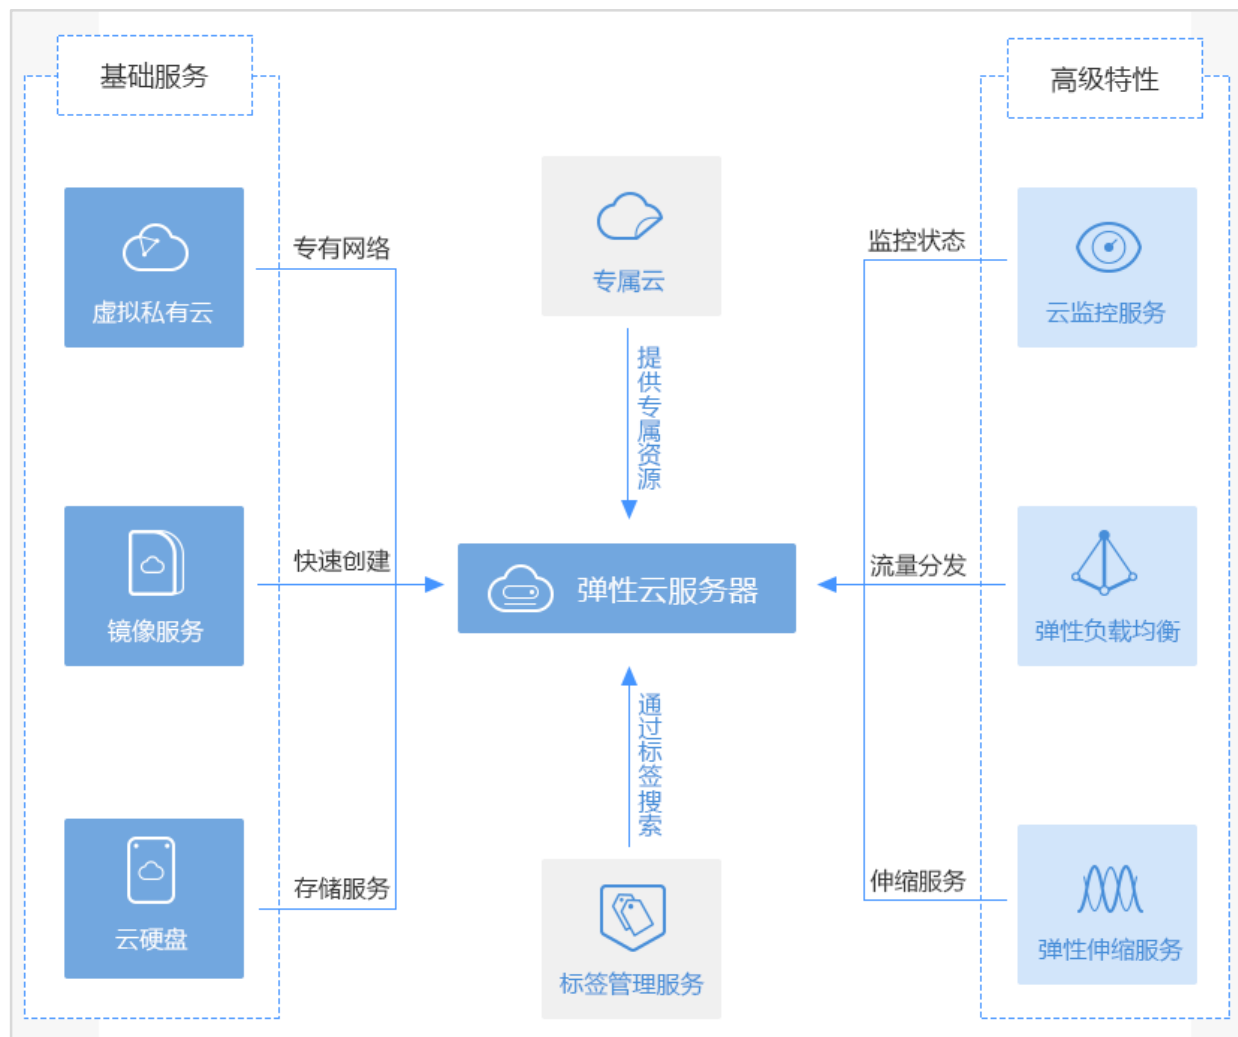 基础服务
高级特性
虚拟私有云
专有网络
专属云
监控状态
云监控服务
提供专属资源
镜像服务
快速创建
弹性云服务器
流量分发
弹性负载均衡
通过标签搜索
云硬盘
存储服务
标签管理服务
伸缩服务
弹性伸缩服务